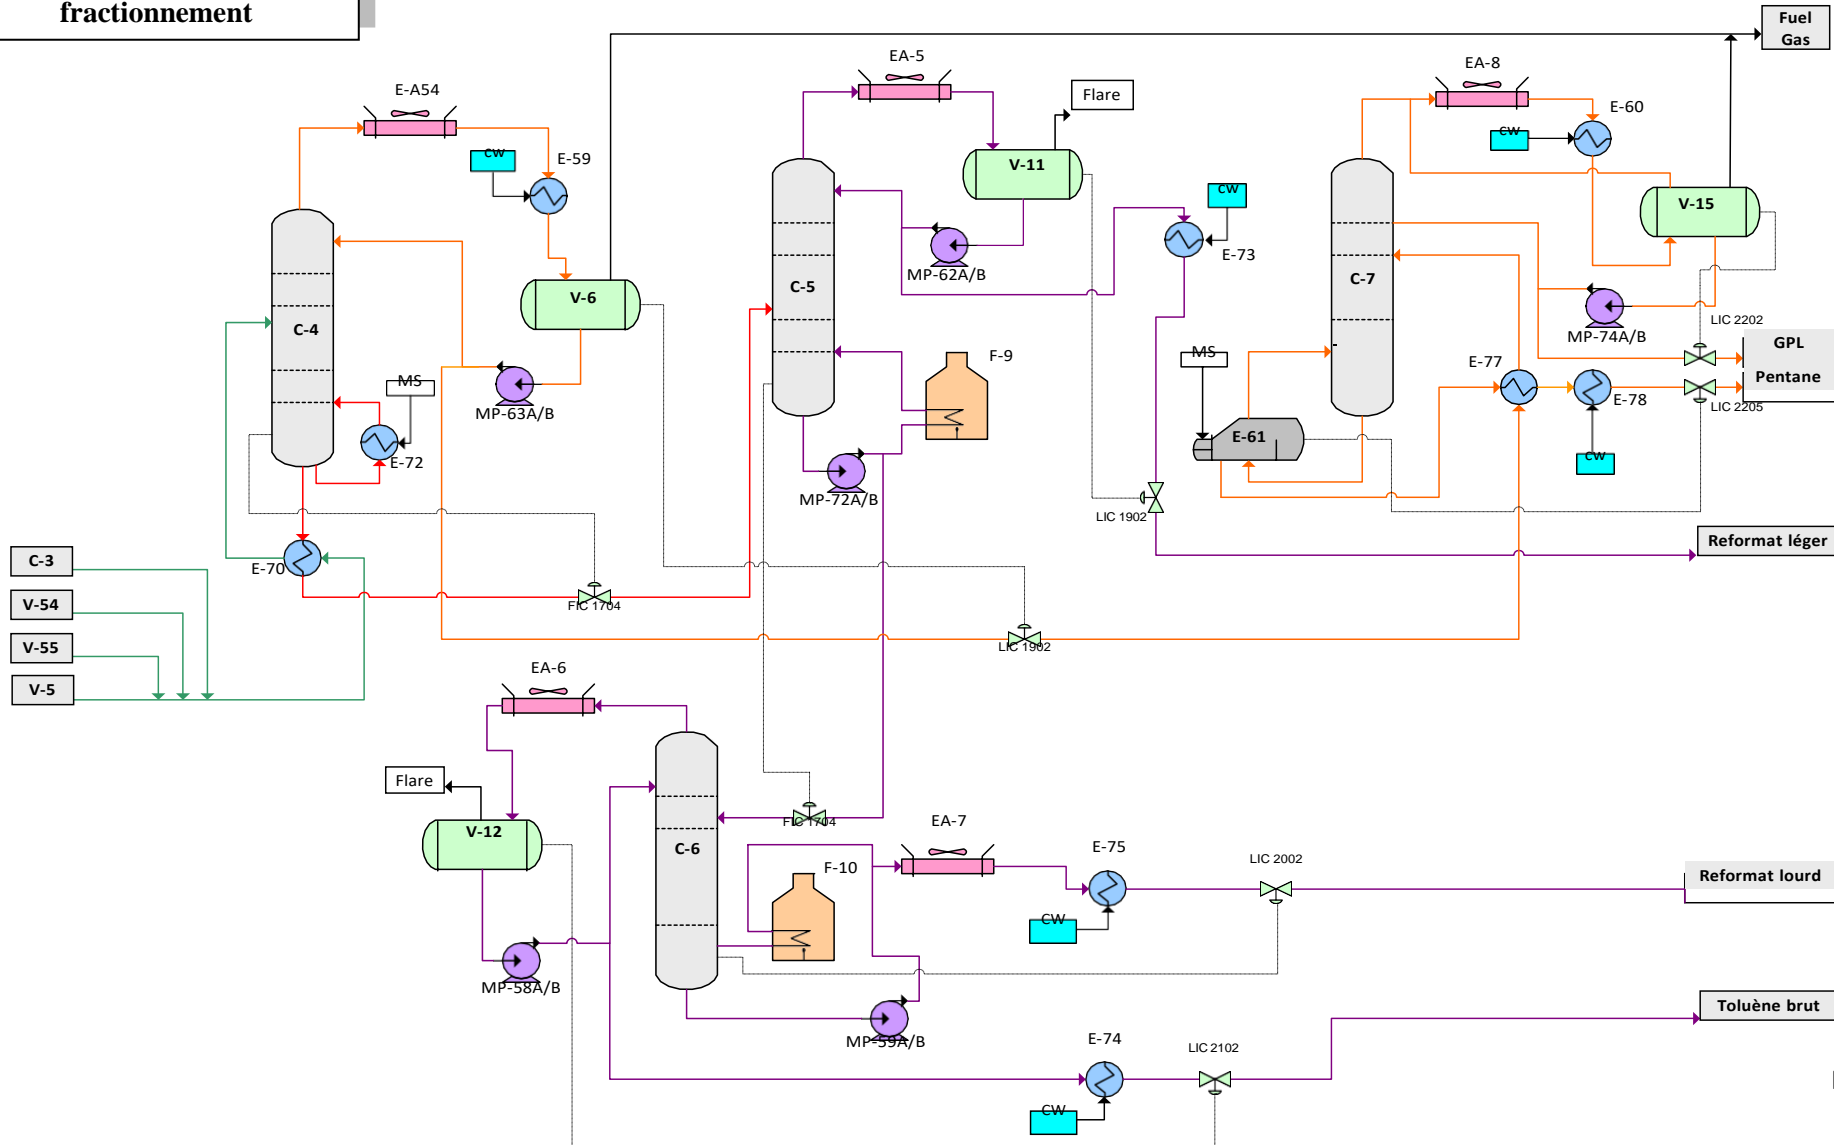 fractionnement
Fuel
Gas
EA-5
EA-8
E-A54
Flare
E-60
CW
CW
E-59
V-11
CW
V-15
MP-62A/B
E-73
C-5
C-7
V-6
C-4
LIC 2202
MP-74A/B
GPL
F-9
MS
E-77
Pentane
MS
E-78
LIC 2205
MP-63A/B
E-61
E-72
CW
MP-72A/B
LIC 1902
Reformat léger
C-3
E-70
V-54
FIC 1704
V-55
LIC 1902
EA-6
V-5
Flare
FIC 1704
EA-7
V-12
C-6
E-75
LIC 2002
F-10
Reformat lourd
CW
MP-58A/B
Toluène brut
MP-59A/B
E-74
LIC 2102
CW